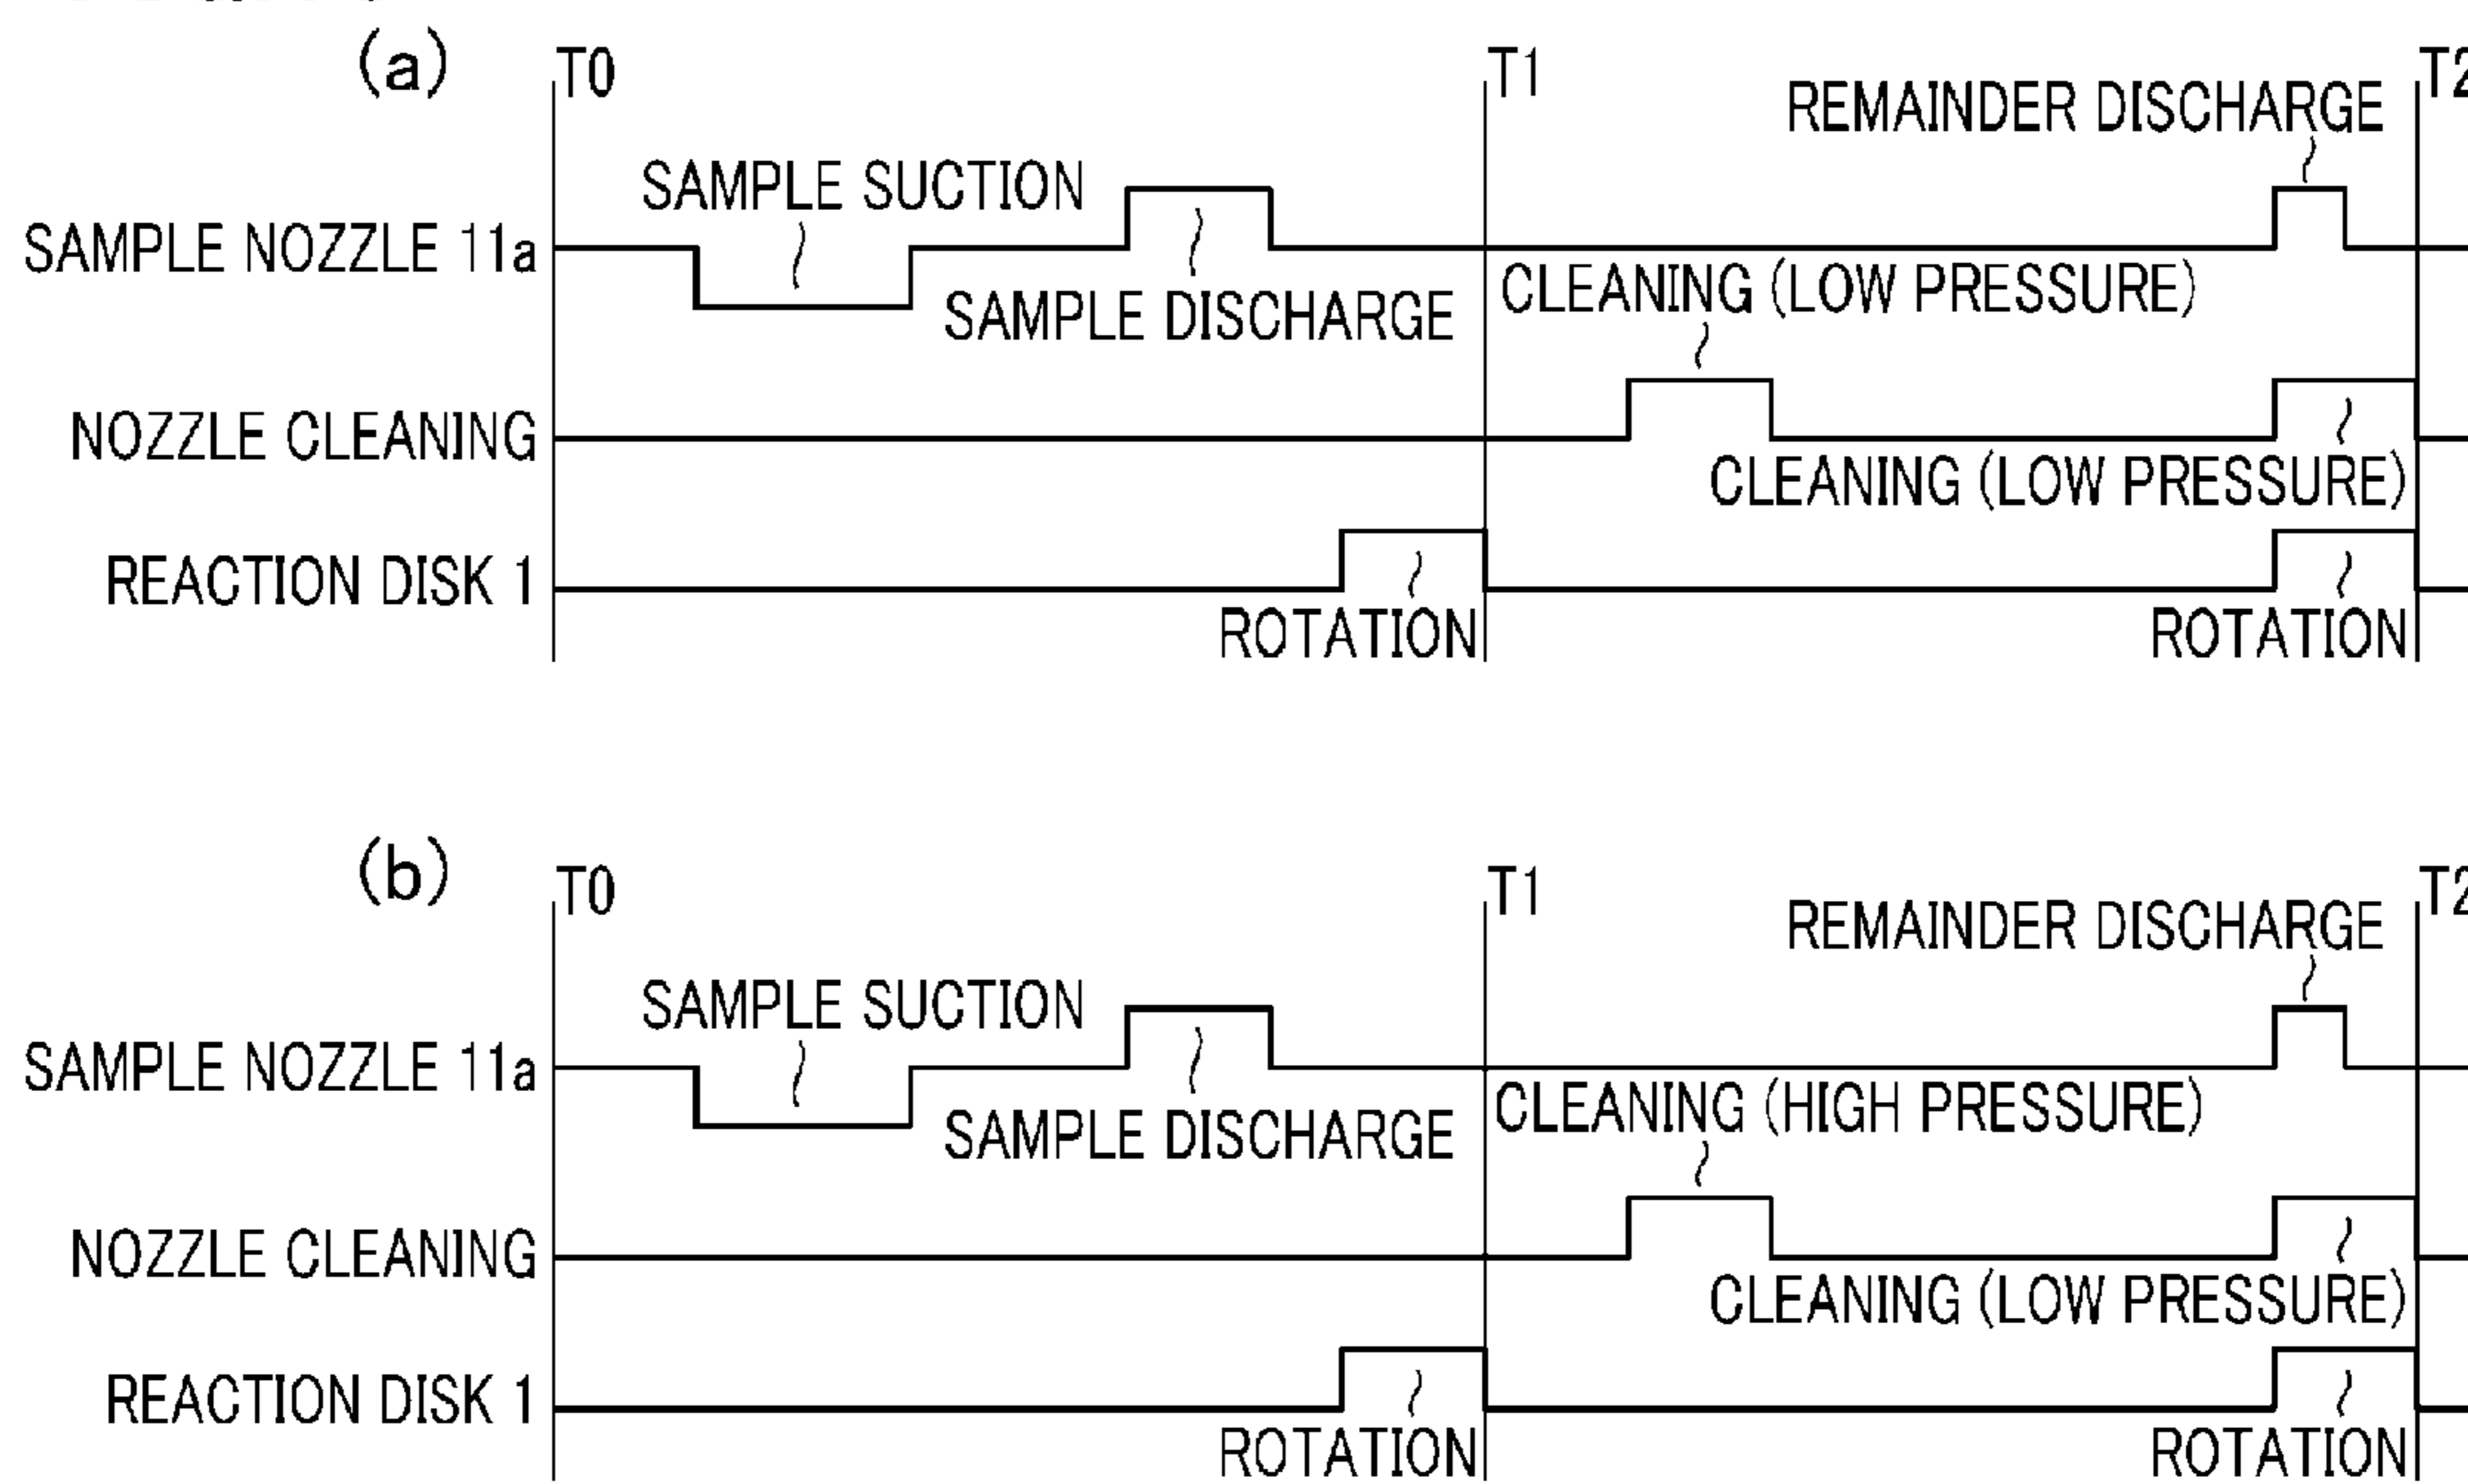 (a)
T0
T1
T2
REMAINDER DISCHARGE
SAMPLE SUCTION
SAMPLE NOZZLE 11a
SAMPLE DISCHARGE
CLEANING (LOW PRESSURE)
NOZZLE CLEANING
CLEANING (LOW PRESSURE)
REACTION DISK 1
ROTATION
ROTATION
(b)
T0
T1
T2
REMAINDER DISCHARGE
SAMPLE SUCTION
SAMPLE NOZZLE 11a
SAMPLE DISCHARGE
CLEANING (HIGH PRESSURE)
NOZZLE CLEANING
CLEANING (LOW PRESSURE)
REACTION DISK 1
ROTATION
ROTATION